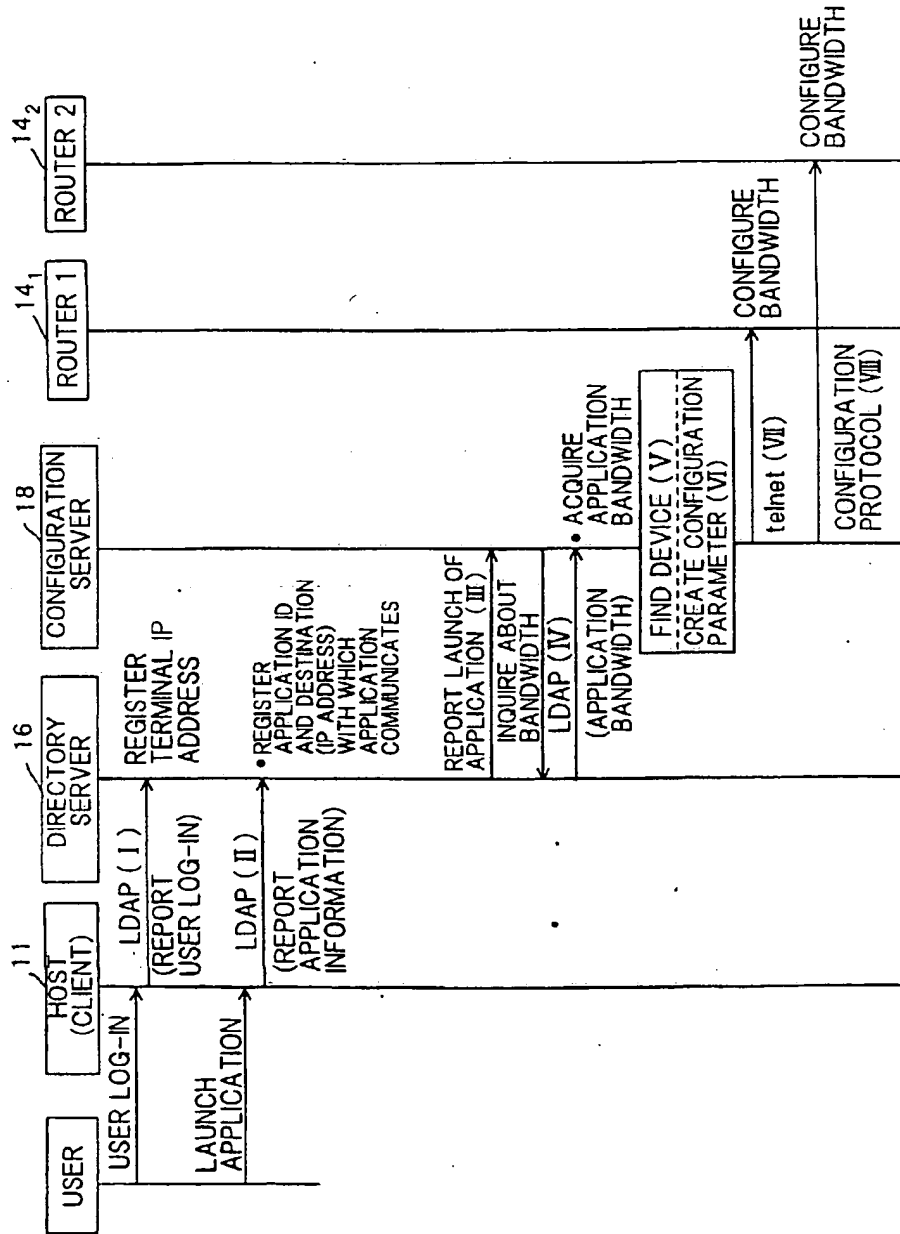 USER
11
HOST
(CLIENT)
16
DIRECTORY
SERVER
18
CONFIGURATION
SERVER
14₁
ROUTER 1
14₂
ROUTER 2
USER LOG-IN
LDAP (I)
(REPORT
USER LOG-IN)
REGISTER
TERMINAL IP
ADDRESS
LAUNCH
APPLICATION
LDAP (II)
(REPORT
APPLICATION
INFORMATION)
• REGISTER
APPLICATION ID
AND DESTINATION
(IP ADDRESS)
WITH WHICH
APPLICATION
COMMUNICATES
REPORT LAUNCH OF
APPLICATION (III)
INQUIRE ABOUT
BANDWIDTH
LDAP (IV)
(APPLICATION
BANDWIDTH)
• ACQUIRE
APPLICATION
BANDWIDTH
FIND DEVICE (V)
CREATE CONFIGURATION
PARAMETER (VI)
telnet (VII)
CONFIGURE
BANDWIDTH
CONFIGURATION
PROTOCOL (VIII)
CONFIGURE
BANDWIDTH